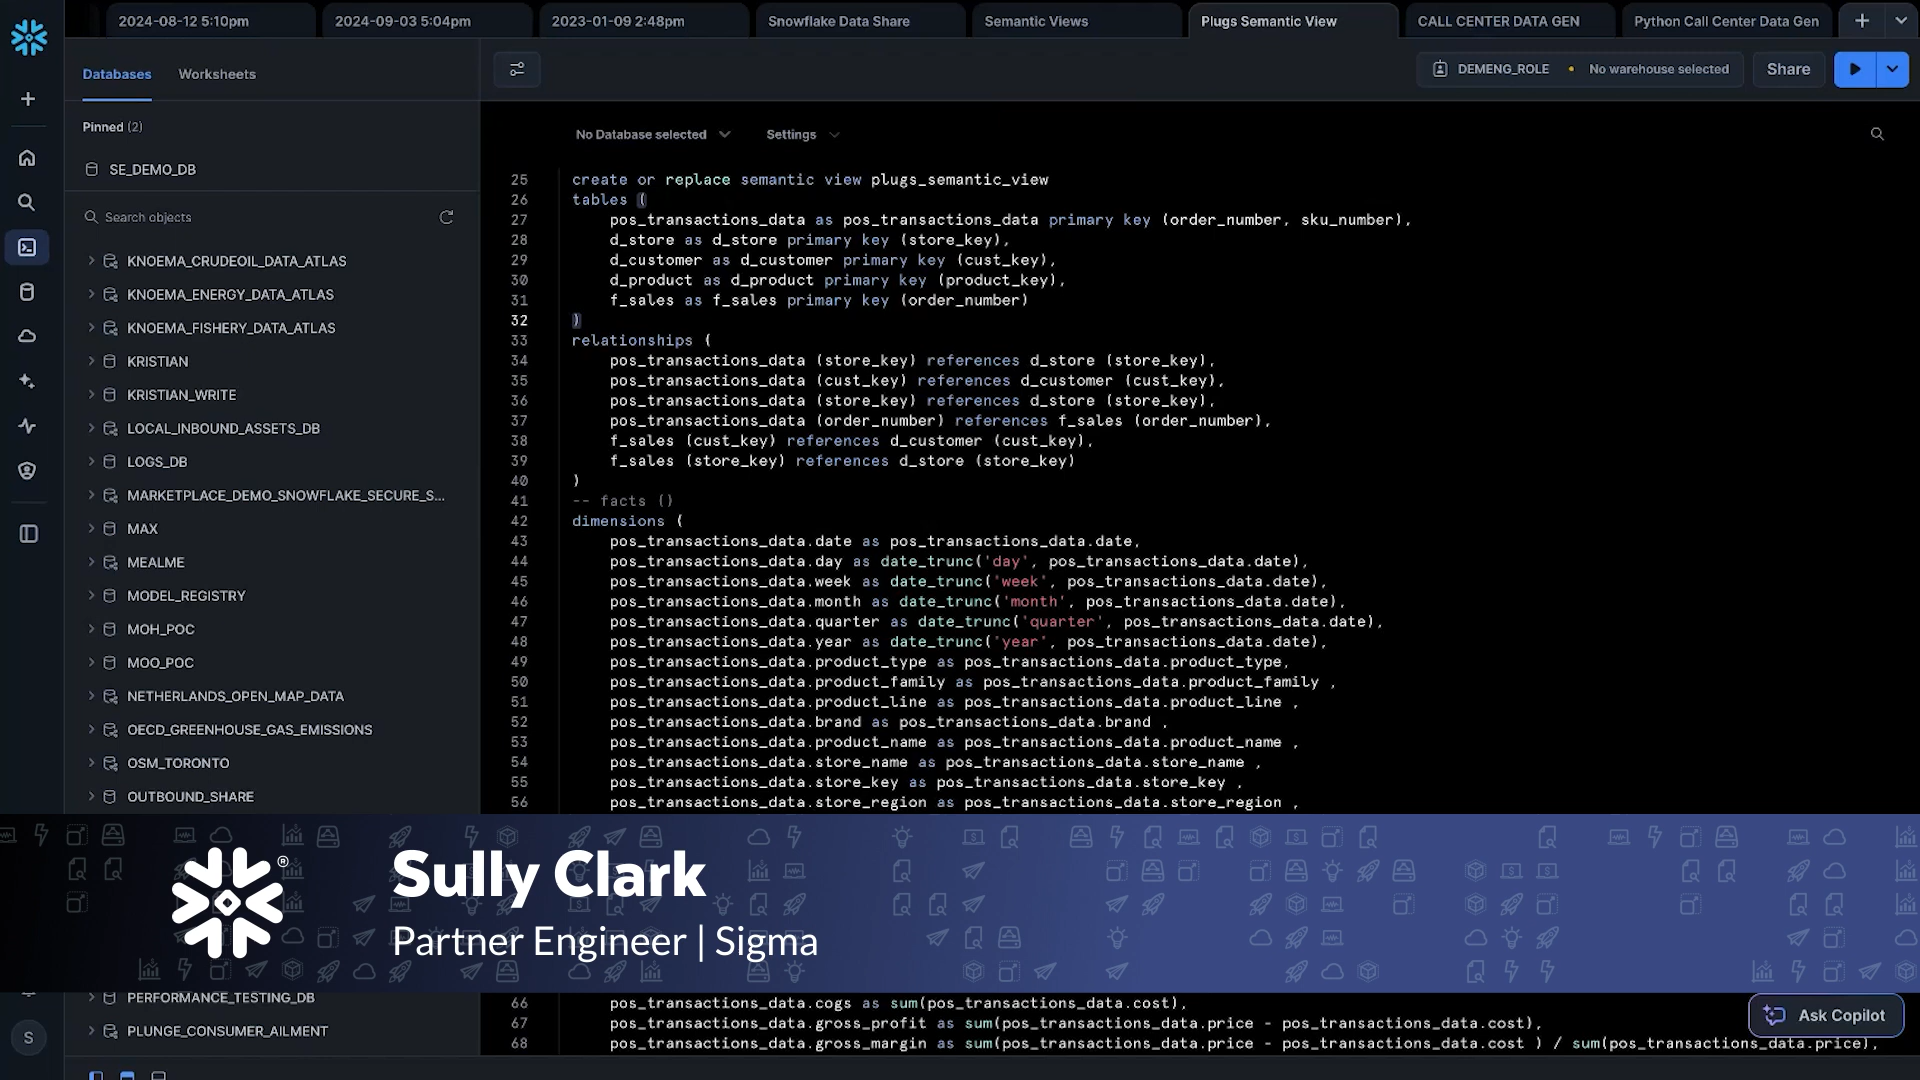 2024-08-12 5:10pm
2024-09-03 5:04pm
2023-01-09 2:48pm
Snowflake Data Share
Semantic Views
Plugs Semantic View
CALL CENTER DATA GEN
Python Call Center Data Gen
Databases
Worksheets
DEMENG_ROLE
No warehouse selected
Share
Pinned (2)
SE_DEMO_DB
Search objects
KNOEMA_CRUDEOIL_DATA_ATLAS
KNOEMA_ENERGY_DATA_ATLAS
KNOEMA_FISHERY_DATA_ATLAS
KRISTIAN
KRISTIAN_WRITE
LOCAL_INBOUND_ASSETS_DB
LOGS_DB
MARKETPLACE_DEMO_SNOWFLAKE_SECURE_S...
MAX
MEALME
MODEL_REGISTRY
MOH_POC
MOO_POC
NETHERLANDS_OPEN_MAP_DATA
OECD_GREENHOUSE_GAS_EMISSIONS
OSM_TORONTO
OUTBOUND_SHARE
PERFORMANCE_TESTING_DB
PLUNGE_CONSUMER_AILMENT
S
No Database selected
Settings
25 create or replace semantic view plugs_semantic_view
26 tables (
27 pos_transactions_data as pos_transactions_data primary key (order_number, sku_number),
28 d_store as d_store primary key (store_key),
29 d_customer as d_customer primary key (cust_key),
30 d_product as d_product primary key (product_key),
31 f_sales as f_sales primary key (order_number)
32 )
33 relationships (
34 pos_transactions_data (store_key) references d_store (store_key),
35 pos_transactions_data (cust_key) references d_customer (cust_key),
36 pos_transactions_data (store_key) references d_store (store_key),
37 pos_transactions_data (order_number) references f_sales (order_number),
38 f_sales (cust_key) references d_customer (cust_key),
39 f_sales (store_key) references d_store (store_key)
40 )
41 -- facts ()
42 dimensions (
43 pos_transactions_data.date as pos_transactions_data.date,
44 pos_transactions_data.day as date_trunc('day', pos_transactions_data.date),
45 pos_transactions_data.week as date_trunc('week', pos_transactions_data.date),
46 pos_transactions_data.month as date_trunc('month', pos_transactions_data.date),
47 pos_transactions_data.quarter as date_trunc('quarter', pos_transactions_data.date),
48 pos_transactions_data.year as date_trunc('year', pos_transactions_data.date),
49 pos_transactions_data.product_type as pos_transactions_data.product_type,
50 pos_transactions_data.product_family as pos_transactions_data.product_family ,
51 pos_transactions_data.product_line as pos_transactions_data.product_line ,
52 pos_transactions_data.brand as pos_transactions_data.brand ,
53 pos_transactions_data.product_name as pos_transactions_data.product_name ,
54 pos_transactions_data.store_name as pos_transactions_data.store_name ,
55 pos_transactions_data.store_key as pos_transactions_data.store_key ,
56 pos_transactions_data.store_region as pos_transactions_data.store_region ,
®
Sully Clark
Partner Engineer | Sigma
66 pos_transactions_data.cogs as sum(pos_transactions_data.cost),
67 pos_transactions_data.gross_profit as sum(pos_transactions_data.price - pos_transactions_data.cost),
68 pos_transactions_data.gross_margin as sum(pos_transactions_data.price - pos_transactions_data.cost ) / sum(pos_transactions_data.price),
Ask Copilot